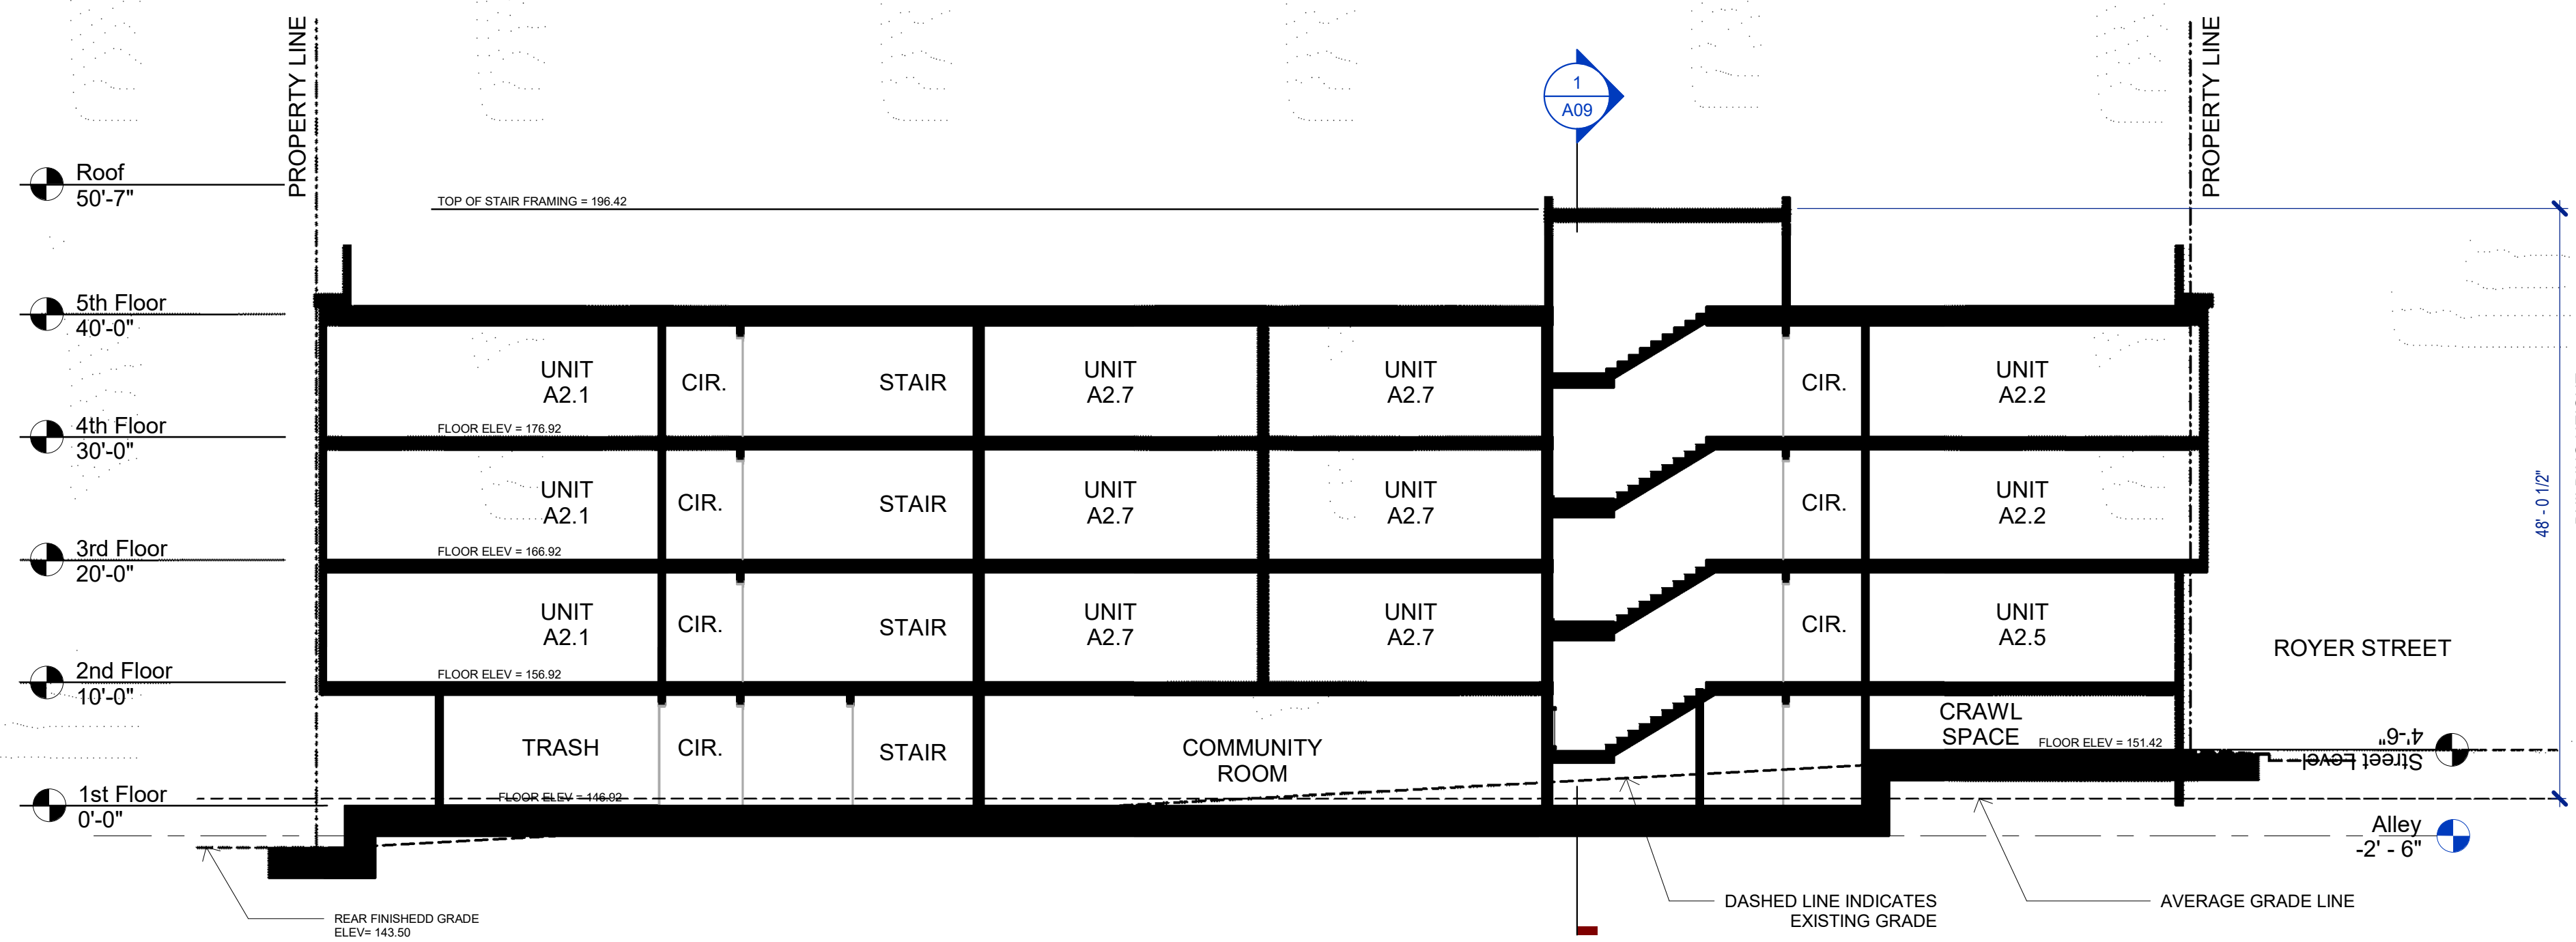 PROPERTY LINE
PROPERTY LINE
1
A09
Roof
50'-7"
TOP OF STAIR FRAMING = 196.42
5th Floor
40'-0"
UNIT
A2.1
CIR.
STAIR
UNIT
A2.7
UNIT
A2.7
CIR.
UNIT
A2.2
4th Floor
30'-0"
FLOOR ELEV = 176.92
UNIT
A2.1
CIR.
STAIR
UNIT
A2.7
UNIT
A2.7
CIR.
UNIT
A2.2
48' - 0 1/2"
3rd Floor
20'-0"
FLOOR ELEV = 166.92
UNIT
A2.1
CIR.
STAIR
UNIT
A2.7
UNIT
A2.7
CIR.
UNIT
A2.5
ROYER STREET
2nd Floor
10'-0"
FLOOR ELEV = 156.92
TRASH
CIR.
STAIR
COMMUNITY
ROOM
CRAWL
SPACE
FLOOR ELEV = 151.42
Street Level
4'-6"
1st Floor
0'-0"
FLOOR ELEV = 146.92
Alley
-2' - 6"
REAR FINISHEDD GRADE
ELEV= 143.50
DASHED LINE INDICATES
EXISTING GRADE
AVERAGE GRADE LINE